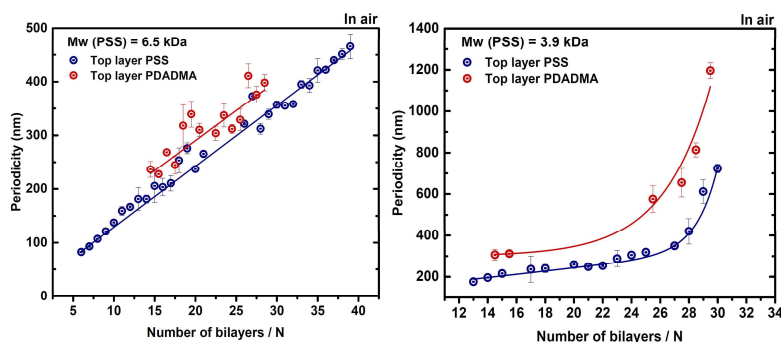 In air
Mw (PSS) = 6.5 kDa
Top layer PSS
Top layer PDADMA
Periodicity (nm)
500
400
300
200
100
0
5 10 15 20 25 30 35 40
Number of bilayers / N
In air
Mw (PSS) = 3.9 kDa
Top layer PSS
Top layer PDADMA
Periodicity (nm)
1400
1200
1000
800
600
400
200
12 14 16 18 20 22 24 26 28 30 32 34
Number of bilayers / N